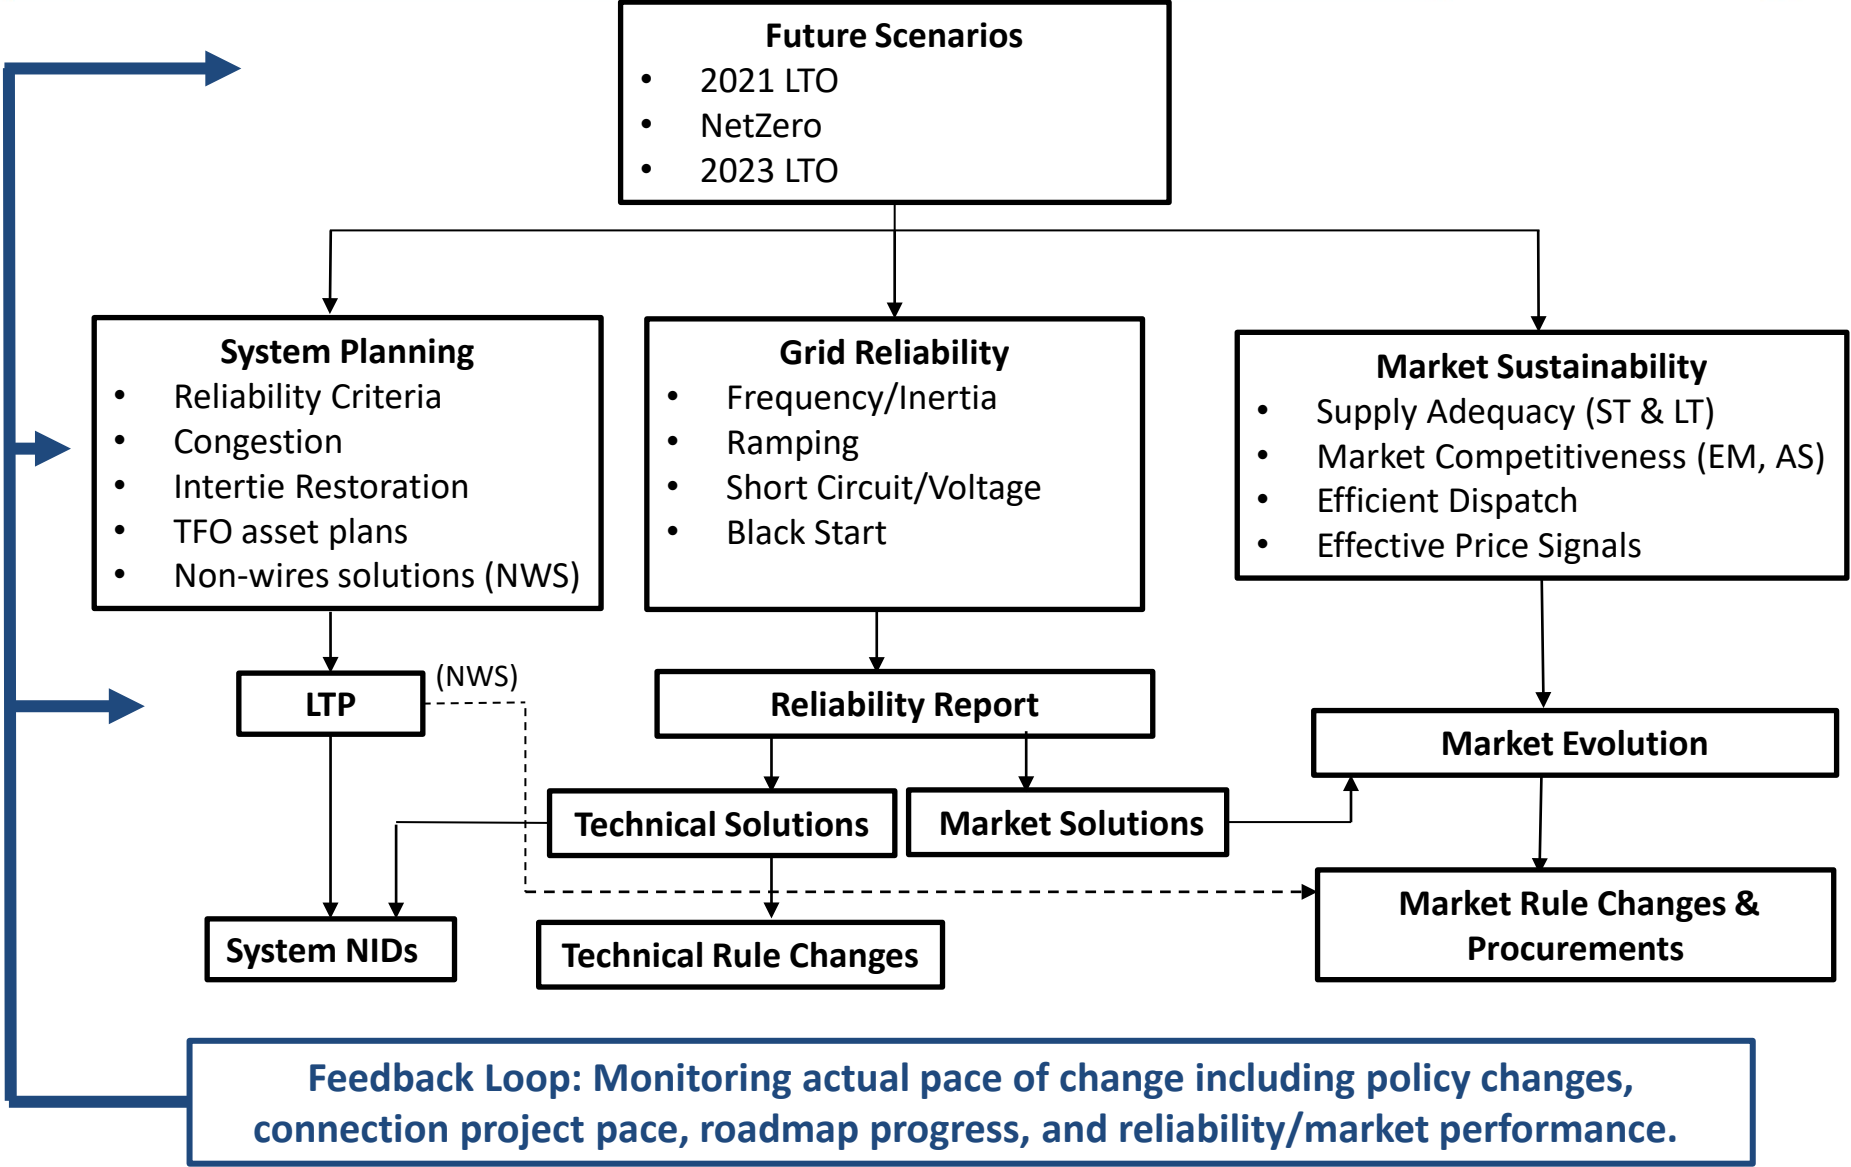 Future Scenarios
• 2021 LTO
• NetZero
• 2023 LTO
System Planning
• Reliability Criteria
• Congestion
• Intertie Restoration
• TFO asset plans
• Non-wires solutions (NWS)
Grid Reliability
• Frequency/Inertia
• Ramping
• Short Circuit/Voltage
• Black Start
Market Sustainability
• Supply Adequacy (ST & LT)
• Market Competitiveness (EM, AS)
• Efficient Dispatch
• Effective Price Signals
LTP
(NWS)
Reliability Report
Market Evolution
Technical Solutions
Market Solutions
System NIDs
Technical Rule Changes
Market Rule Changes &
Procurements
Feedback Loop: Monitoring actual pace of change including policy changes,
connection project pace, roadmap progress, and reliability/market performance.